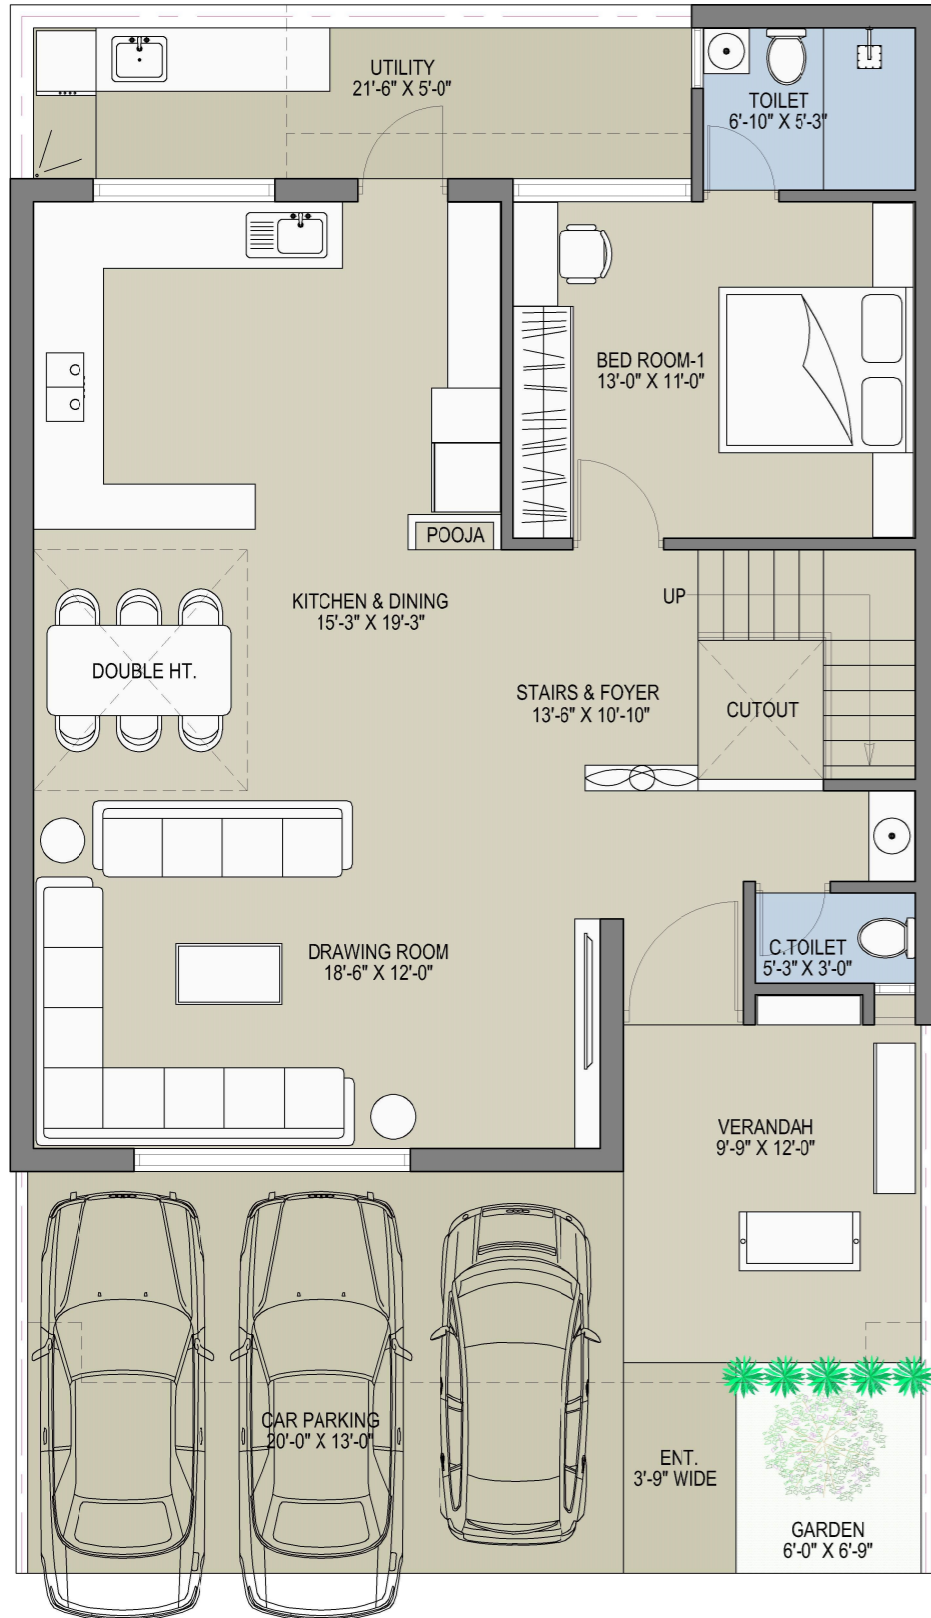 UTILITY
21'-6" X 5'-0"
TOILET
6'-10" X 5'-3"
BED ROOM-1
13'-0" X 11'-0"
POOJA
KITCHEN & DINING
15'-3" X 19'-3"
UP
DOUBLE HT.
STAIRS & FOYER
13'-6" X 10'-10"
CUTOUT
DRAWING ROOM
18'-6" X 12'-0"
C.TOILET
5'-3" X 3'-0"
VERANDAH
9'-9" X 12'-0"
CAR PARKING
20'-0" X 13'-0"
ENT.
3'-9" WIDE
GARDEN
6'-0" X 6'-9"